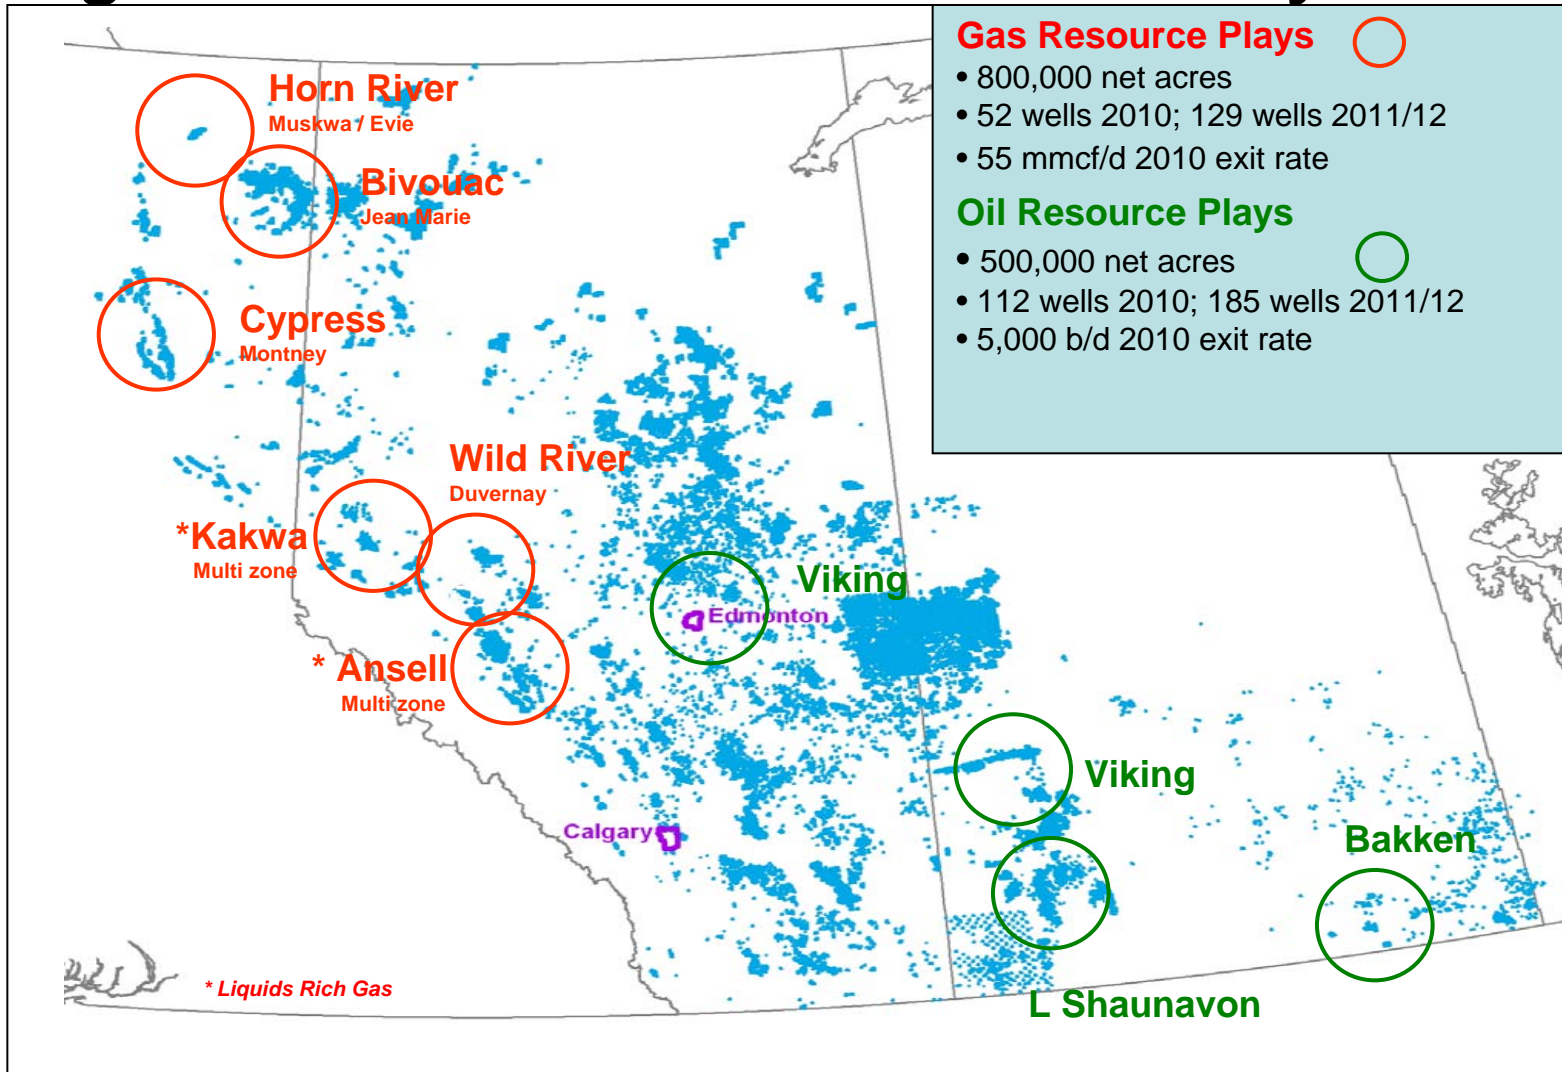 Gas Resource Plays
• 800,000 net acres
• 52 wells 2010; 129 wells 2011/12
• 55 mmcf/d 2010 exit rate
Oil Resource Plays
• 500,000 net acres
• 112 wells 2010; 185 wells 2011/12
• 5,000 b/d 2010 exit rate
Horn River
Muskwa / Evie
Bivouac
Jean Marie
Cypress
Montney
Wild River
Duvernay
*Kakwa
Multi zone
Viking
Edmonton
* Ansell
Multi zone
Viking
Calgary
Bakken
* Liquids Rich Gas
L Shaunavon